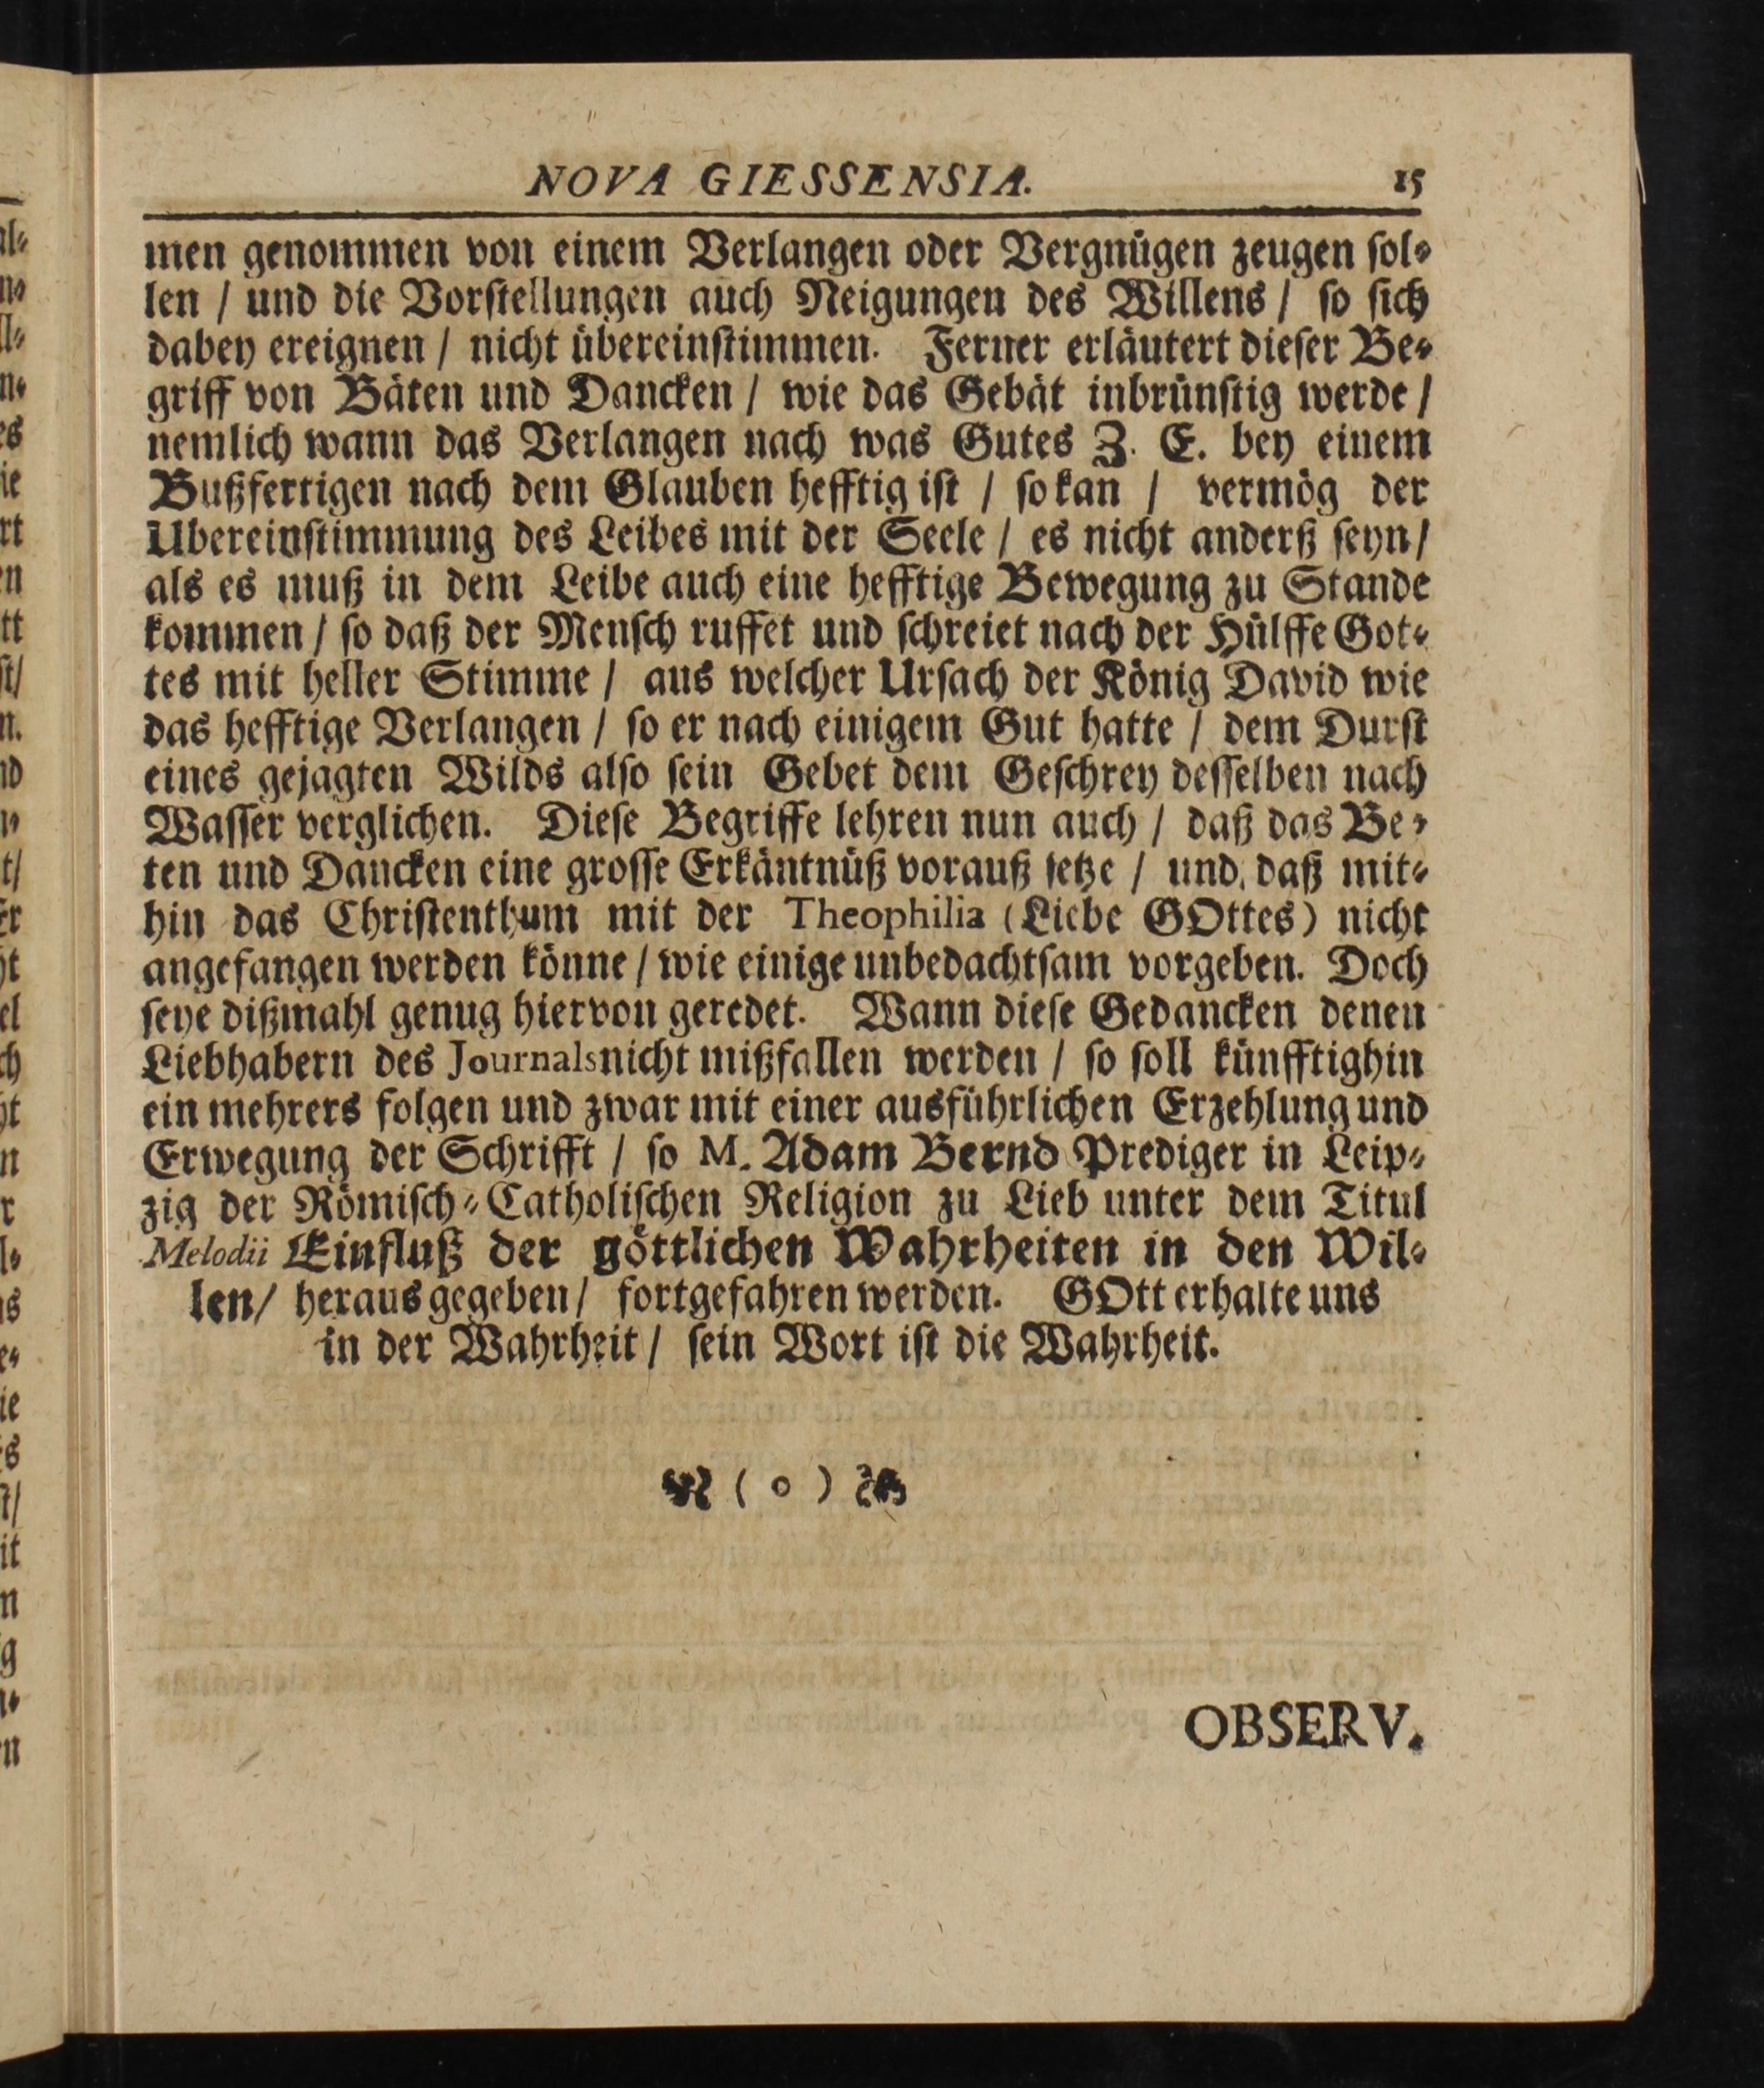 NOVA GIESSENSIA. 15
men genommen von einem Verlangen oder Vergnügen zeugen sol-
len / und die Vorstellungen auch Neigungen des Willens / so sich
dabey ereignen / nicht übereinstimmen. Ferner erläutert dieser Be-
griff von Bäten und Dancken / wie das Gebät inbrünstig werde /
nemlich wann das Verlangen nach was Gutes Z. E. bey einem
Bußfertigen nach dem Glauben hefftig ist / so kan / vermög der
Ubereinstimmung des Leibes mit der Seele / es nicht anderß seyn /
als es muß in dem Leibe auch eine hefftige Bewegung zu Stande
kommen / so daß der Mensch ruffet und schreiet nach der Hülffe Got-
tes mit heller Stimme / aus welcher Ursach der König David wie
das hefftige Verlangen / so er nach einigem Gut hatte / dem Durst
eines gejagten Wilds also sein Gebet dem Geschrey desselben nach
Wasser verglichen. Diese Begriffe lehren nun auch / daß das Be-
ten und Dancken eine grosse Erkäntnüß vorauß setze / und daß mit-
hin das Christenthum mit der Theophilia (Liebe GOttes) nicht
angefangen werden könne / wie einige unbedachtsam vorgeben. Doch
seye dißmahl genug hiervon geredet. Wann diese Gedancken denen
Liebhabern des Journals nicht mißfallen werden / so soll künfftighin
ein mehrers folgen und zwar mit einer ausführlichen Erzehlung und
Erwegung der Schrifft / so M. Adam Bernd Prediger in Leip-
zig der Römisch-Catholischen Religion zu Lieb unter dem Titul
Melodii Einfluß der göttlichen Wahrheiten in den Wil-
len / heraus gegeben / fortgefahren werden. GOtt erhalte uns
in der Wahrheit / sein Wort ist die Wahrheit.
( o )
OBSERV.